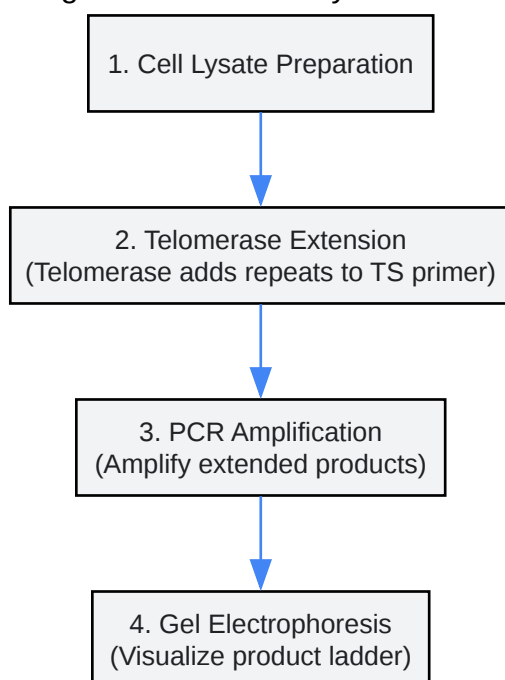 1. Cell Lysate Preparation
2. Telomerase Extension
(Telomerase adds repeats to TS primer)
3. PCR Amplification
(Amplify extended products)
4. Gel Electrophoresis
(Visualize product ladder)